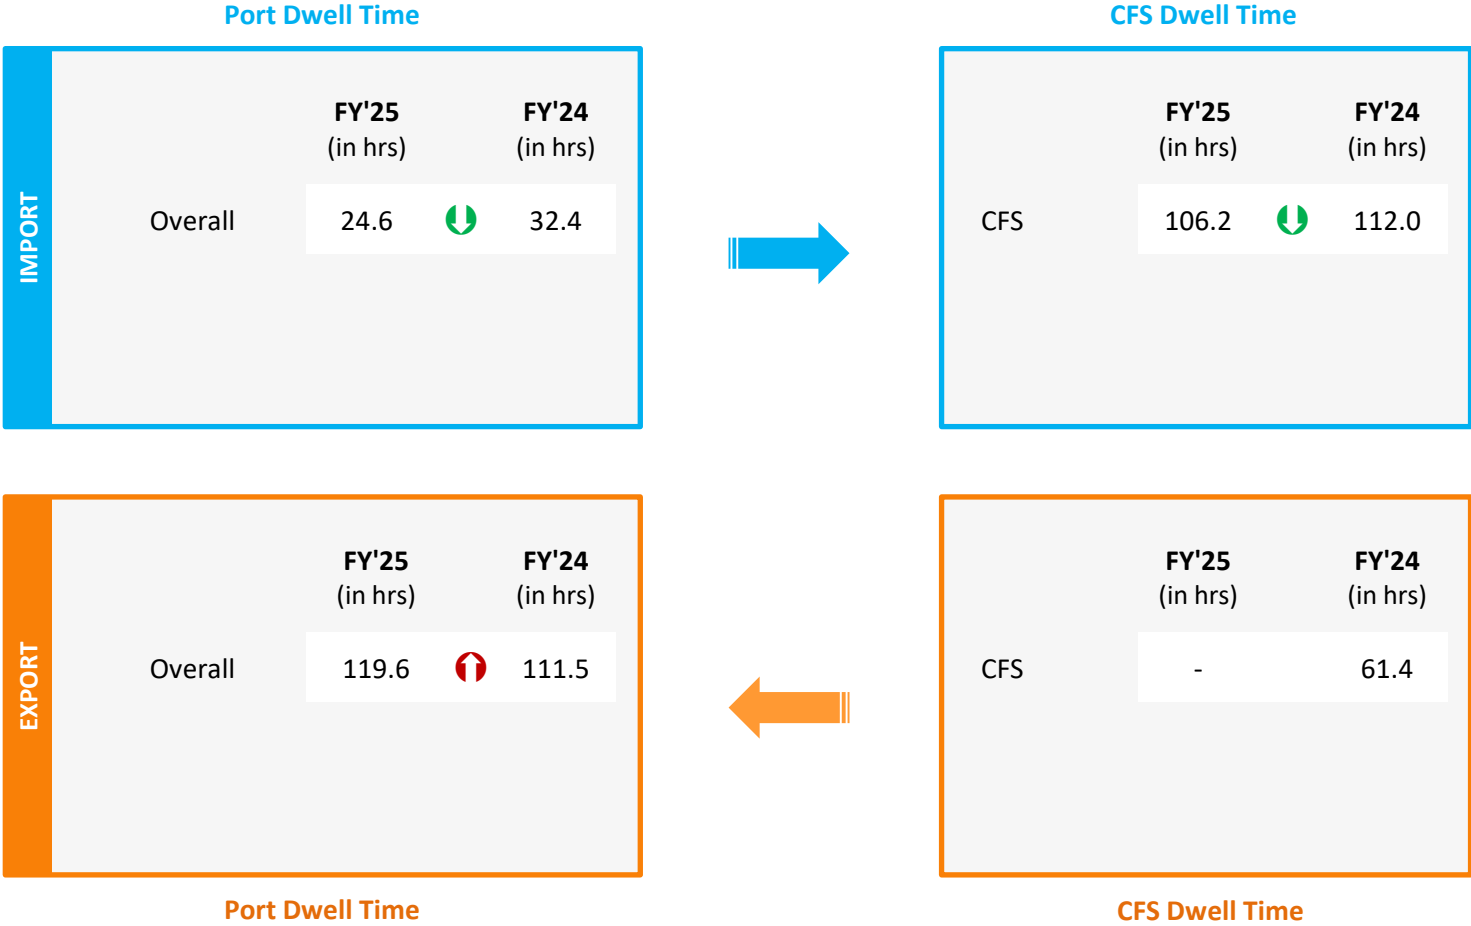 Port Dwell Time
CFS Dwell Time
IMPORT
FY'25 FY'24
(in hrs) (in hrs)
Overall 24.6 32.4
FY'25 FY'24
(in hrs) (in hrs)
CFS 106.2 112.0
EXPORT
FY'25 FY'24
(in hrs) (in hrs)
Overall 119.6 111.5
FY'25 FY'24
(in hrs) (in hrs)
CFS - 61.4
Port Dwell Time
CFS Dwell Time